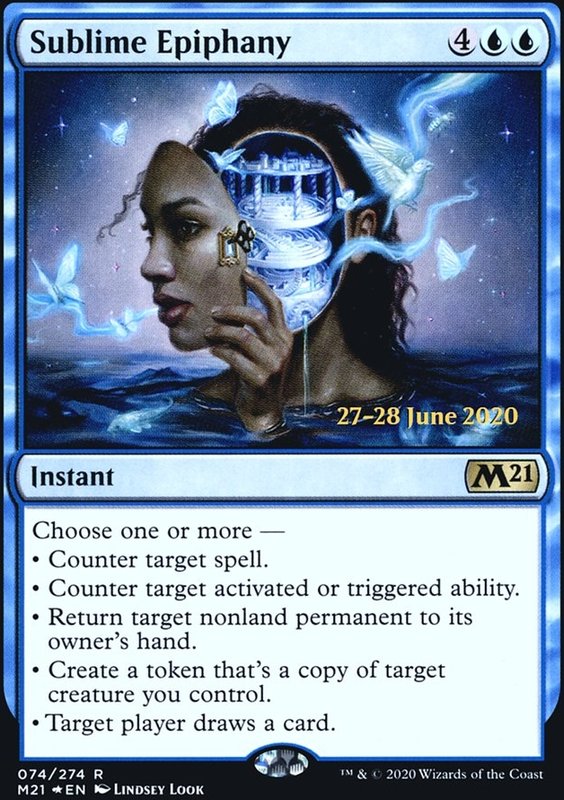 Sublime Epiphany 4
27–28 June 2020
Instant M21
Choose one or more —
• Counter target spell.
• Counter target activated or triggered ability.
• Return target nonland permanent to its
owner's hand.
• Create a token that's a copy of target
creature you control.
• Target player draws a card.
074/274 R
M21 ★ EN Lindsey Look
™ & © 2020 Wizards of the Coast